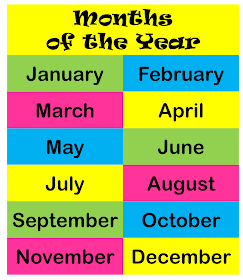 Months
of the Year
January February
March April
May June
July August
September October
November December